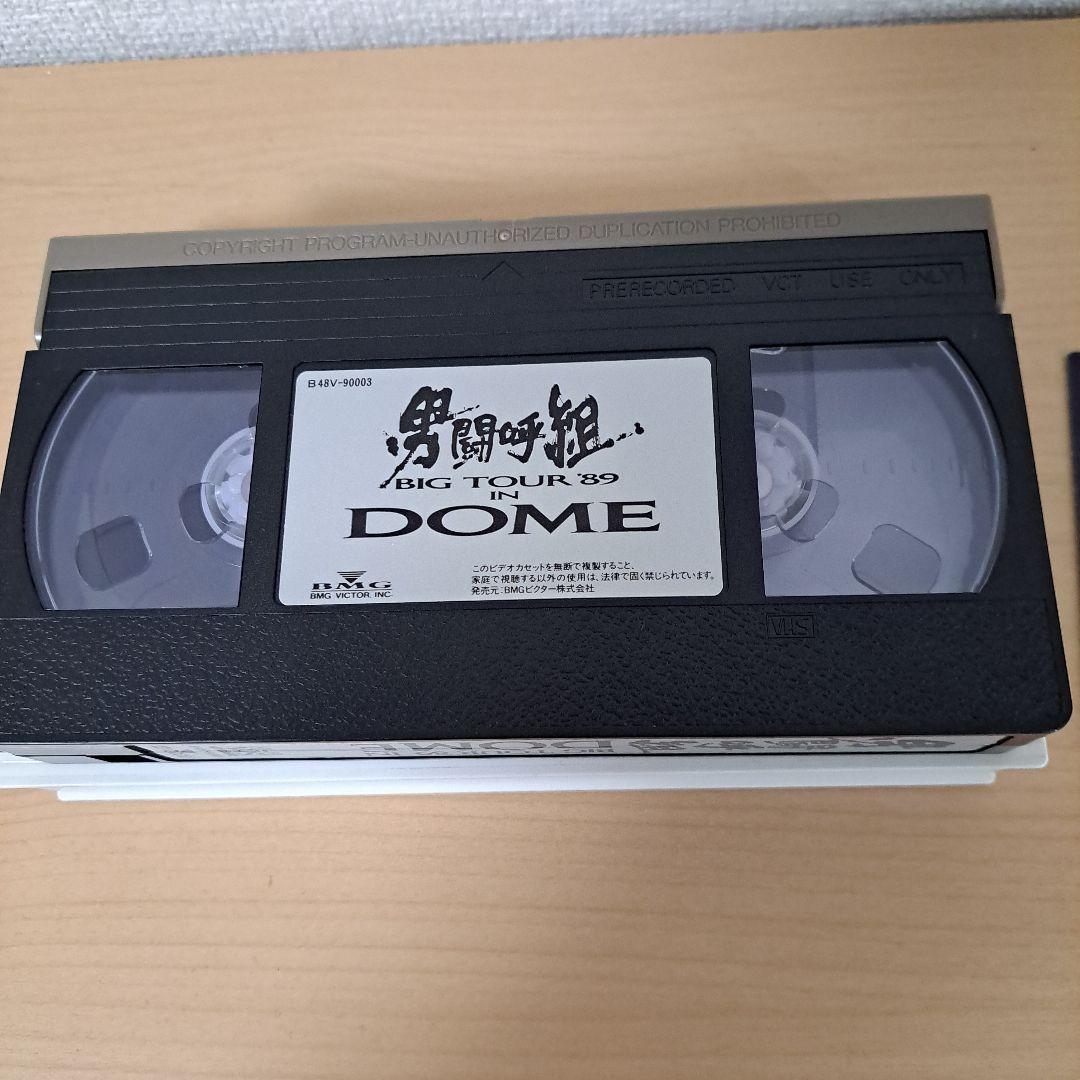 COPYRIGHT PROGRAM-UNAUTHORIZED DUPLICATION PROHIBITED
PRERECORDED VCT USE ONLY
B48V-90003
男闘呼組
BIG TOUR '89
IN
DOME
BMG
BMG VICTOR, INC.
このビデオカセットを無断で複製すること、
家庭で視聴する以外の使用は、法律で固く禁じられています。
発売元:BMGビクター株式会社
VHS
DOME